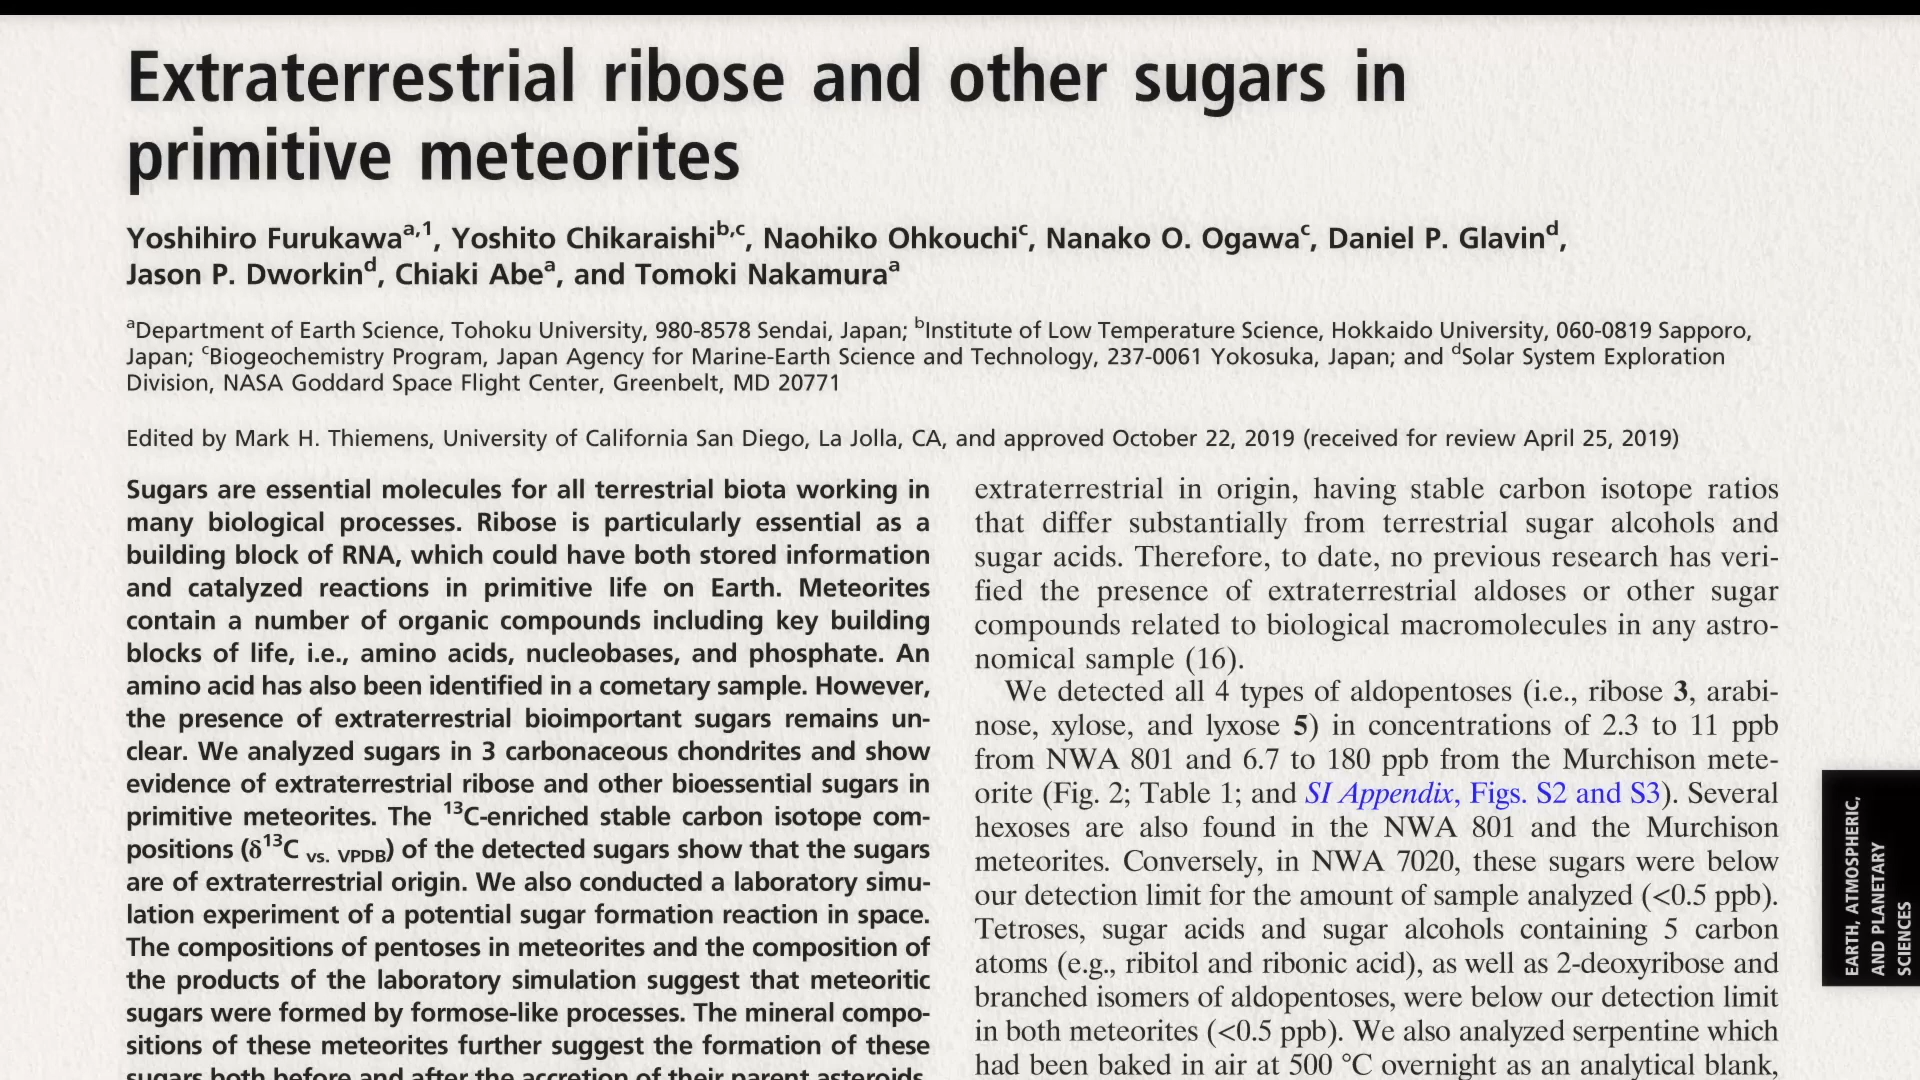 Extraterrestrial ribose and other sugars in
primitive meteorites
Yoshihiro Furukawaa,1, Yoshito Chikaraishib,c, Naohiko Ohkouchic, Nanako O. Ogawac, Daniel P. Glavind,
Jason P. Dworkind, Chiaki Abea, and Tomoki Nakamuraa
aDepartment of Earth Science, Tohoku University, 980-8578 Sendai, Japan; bInstitute of Low Temperature Science, Hokkaido University, 060-0819 Sapporo,
Japan; cBiogeochemistry Program, Japan Agency for Marine-Earth Science and Technology, 237-0061 Yokosuka, Japan; and dSolar System Exploration
Division, NASA Goddard Space Flight Center, Greenbelt, MD 20771
Edited by Mark H. Thiemens, University of California San Diego, La Jolla, CA, and approved October 22, 2019 (received for review April 25, 2019)
Sugars are essential molecules for all terrestrial biota working in
many biological processes. Ribose is particularly essential as a
building block of RNA, which could have both stored information
and catalyzed reactions in primitive life on Earth. Meteorites
contain a number of organic compounds including key building
blocks of life, i.e., amino acids, nucleobases, and phosphate. An
amino acid has also been identified in a cometary sample. However,
the presence of extraterrestrial bioimportant sugars remains un-
clear. We analyzed sugars in 3 carbonaceous chondrites and show
evidence of extraterrestrial ribose and other bioessential sugars in
primitive meteorites. The 13C-enriched stable carbon isotope com-
positions (δ13C vs. VPDB) of the detected sugars show that the sugars
are of extraterrestrial origin. We also conducted a laboratory simu-
lation experiment of a potential sugar formation reaction in space.
The compositions of pentoses in meteorites and the composition of
the products of the laboratory simulation suggest that meteoritic
sugars were formed by formose-like processes. The mineral compo-
sitions of these meteorites further suggest the formation of these
sugars both before and after the accretion of their parent asteroids.
extraterrestrial in origin, having stable carbon isotope ratios
that differ substantially from terrestrial sugar alcohols and
sugar acids. Therefore, to date, no previous research has veri-
fied the presence of extraterrestrial aldoses or other sugar
compounds related to biological macromolecules in any astro-
nomical sample (16).
We detected all 4 types of aldopentoses (i.e., ribose 3, arabi-
nose, xylose, and lyxose 5) in concentrations of 2.3 to 11 ppb
from NWA 801 and 6.7 to 180 ppb from the Murchison mete-
orite (Fig. 2; Table 1; and SI Appendix, Figs. S2 and S3). Several
hexoses are also found in the NWA 801 and the Murchison
meteorites. Conversely, in NWA 7020, these sugars were below
our detection limit for the amount of sample analyzed (<0.5 ppb).
Tetroses, sugar acids and sugar alcohols containing 5 carbon
atoms (e.g., ribitol and ribonic acid), as well as 2-deoxyribose and
branched isomers of aldopentoses, were below our detection limit
in both meteorites (<0.5 ppb). We also analyzed serpentine which
had been baked in air at 500 °C overnight as an analytical blank,
EARTH, ATMOSPHERIC,
AND PLANETARY
SCIENCES